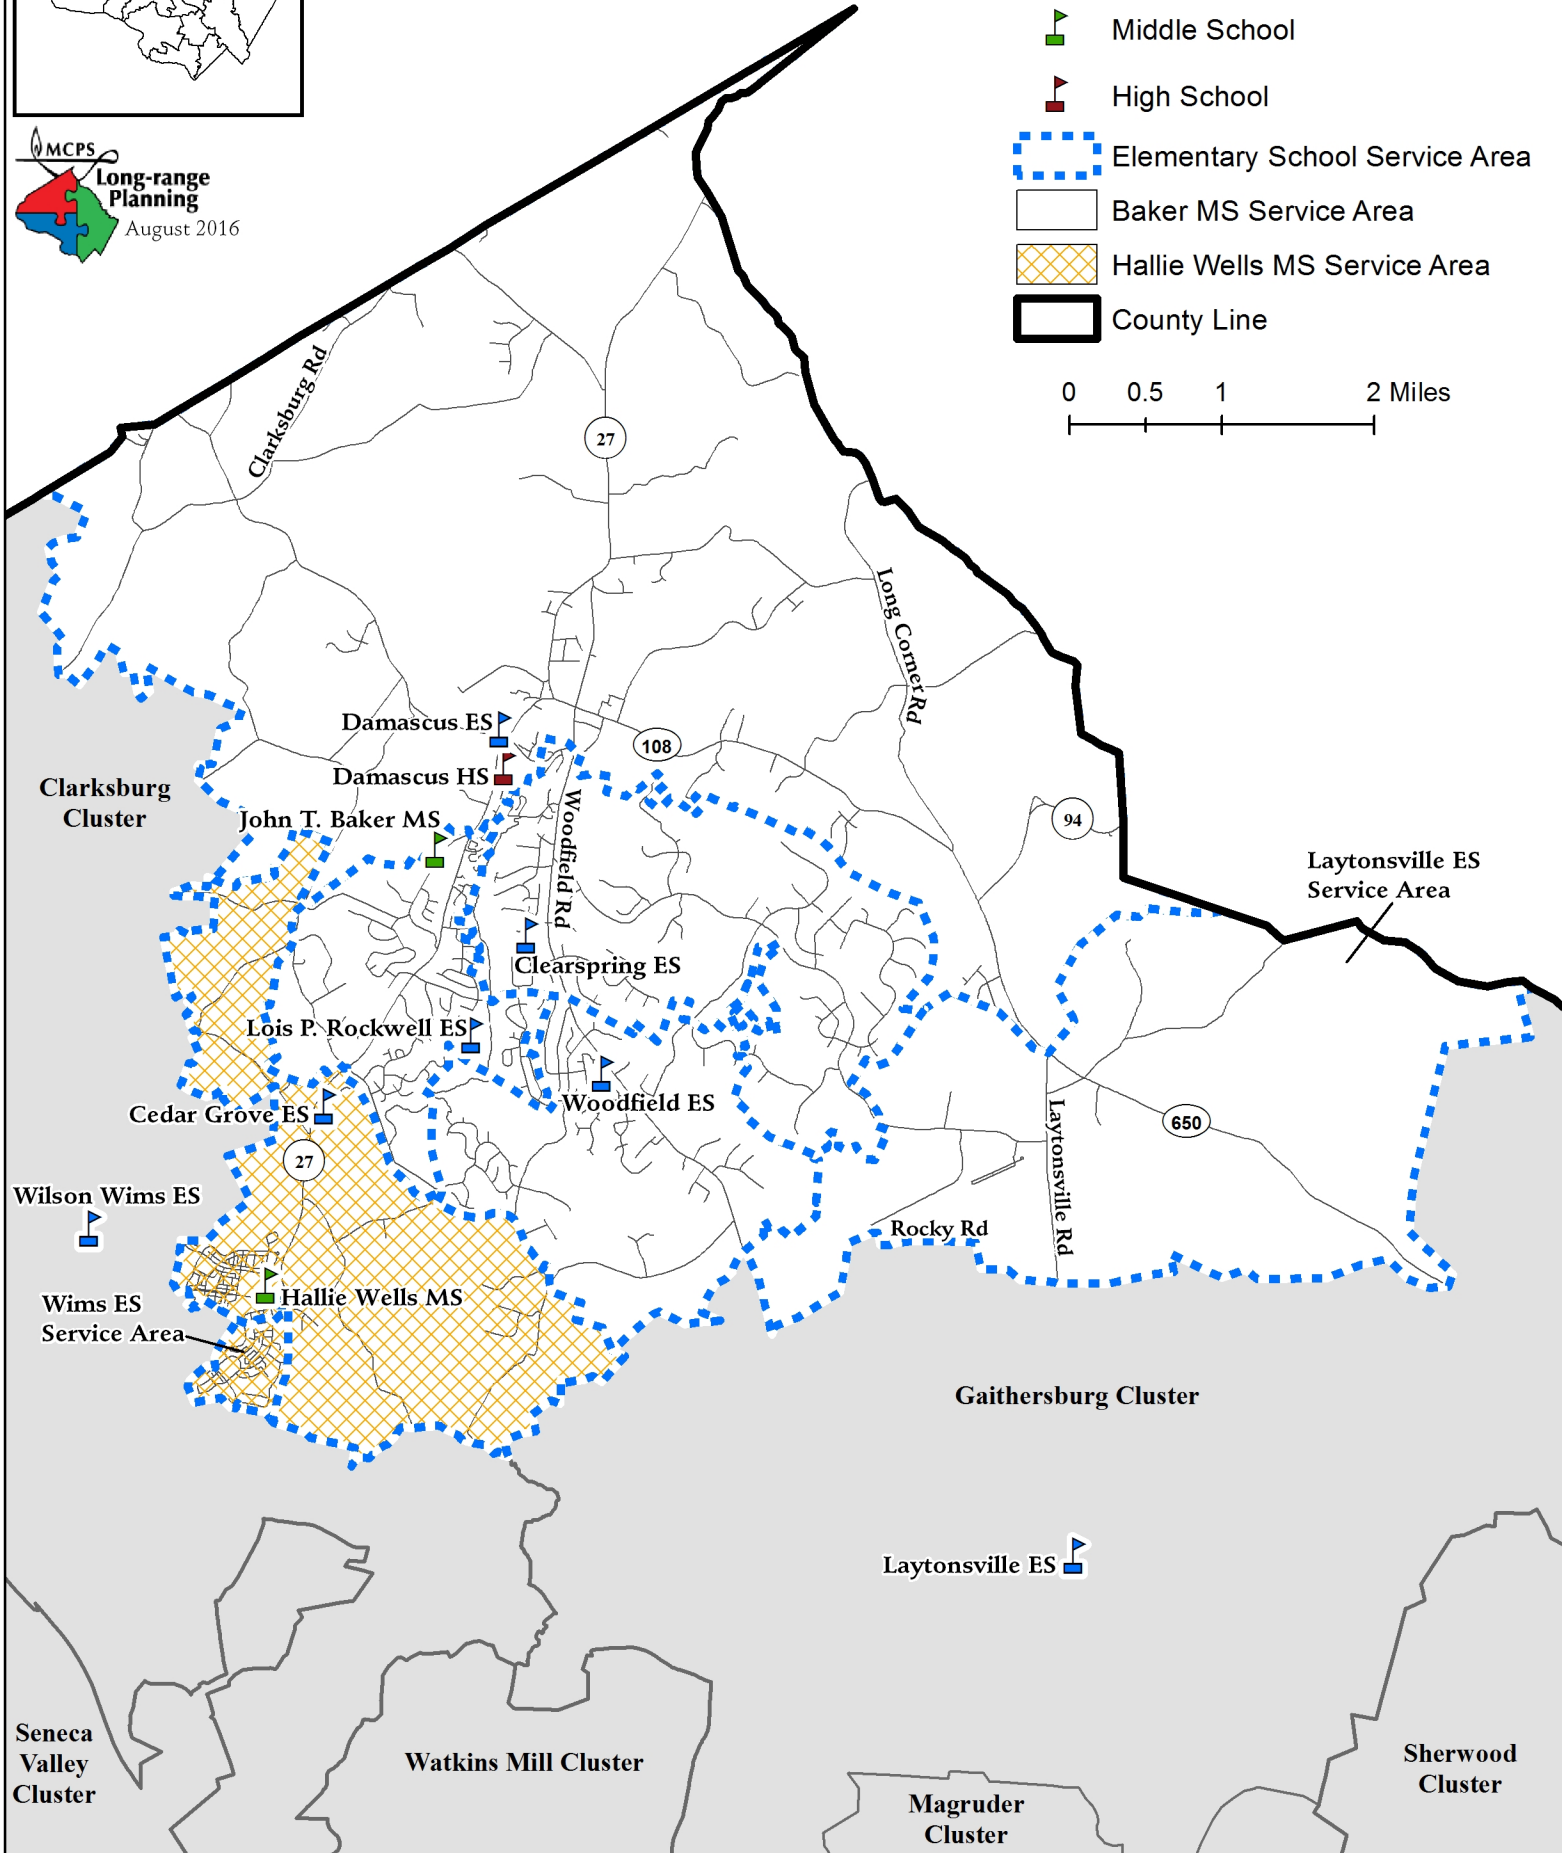 Middle School
High School
Elementary School Service Area
Baker MS Service Area
Hallie Wells MS Service Area
County Line
0 0.5 1 2 Miles
MCPS
Long-range
Planning
August 2016
Clarksburg Rd
27
Long Corner Rd
Damascus ES
108
Damascus HS
Clarksburg
Cluster
John T. Baker MS
Woodfield Rd
94
Laytonsville ES
Service Area
Clearspring ES
Lois P. Rockwell ES
Woodfield ES
Cedar Grove ES
650
27
Laytonsville Rd
Wilson Wims ES
Rocky Rd
Hallie Wells MS
Wims ES
Service Area
Gaithersburg Cluster
Laytonsville ES
Seneca
Valley
Cluster
Watkins Mill Cluster
Sherwood
Cluster
Magruder
Cluster